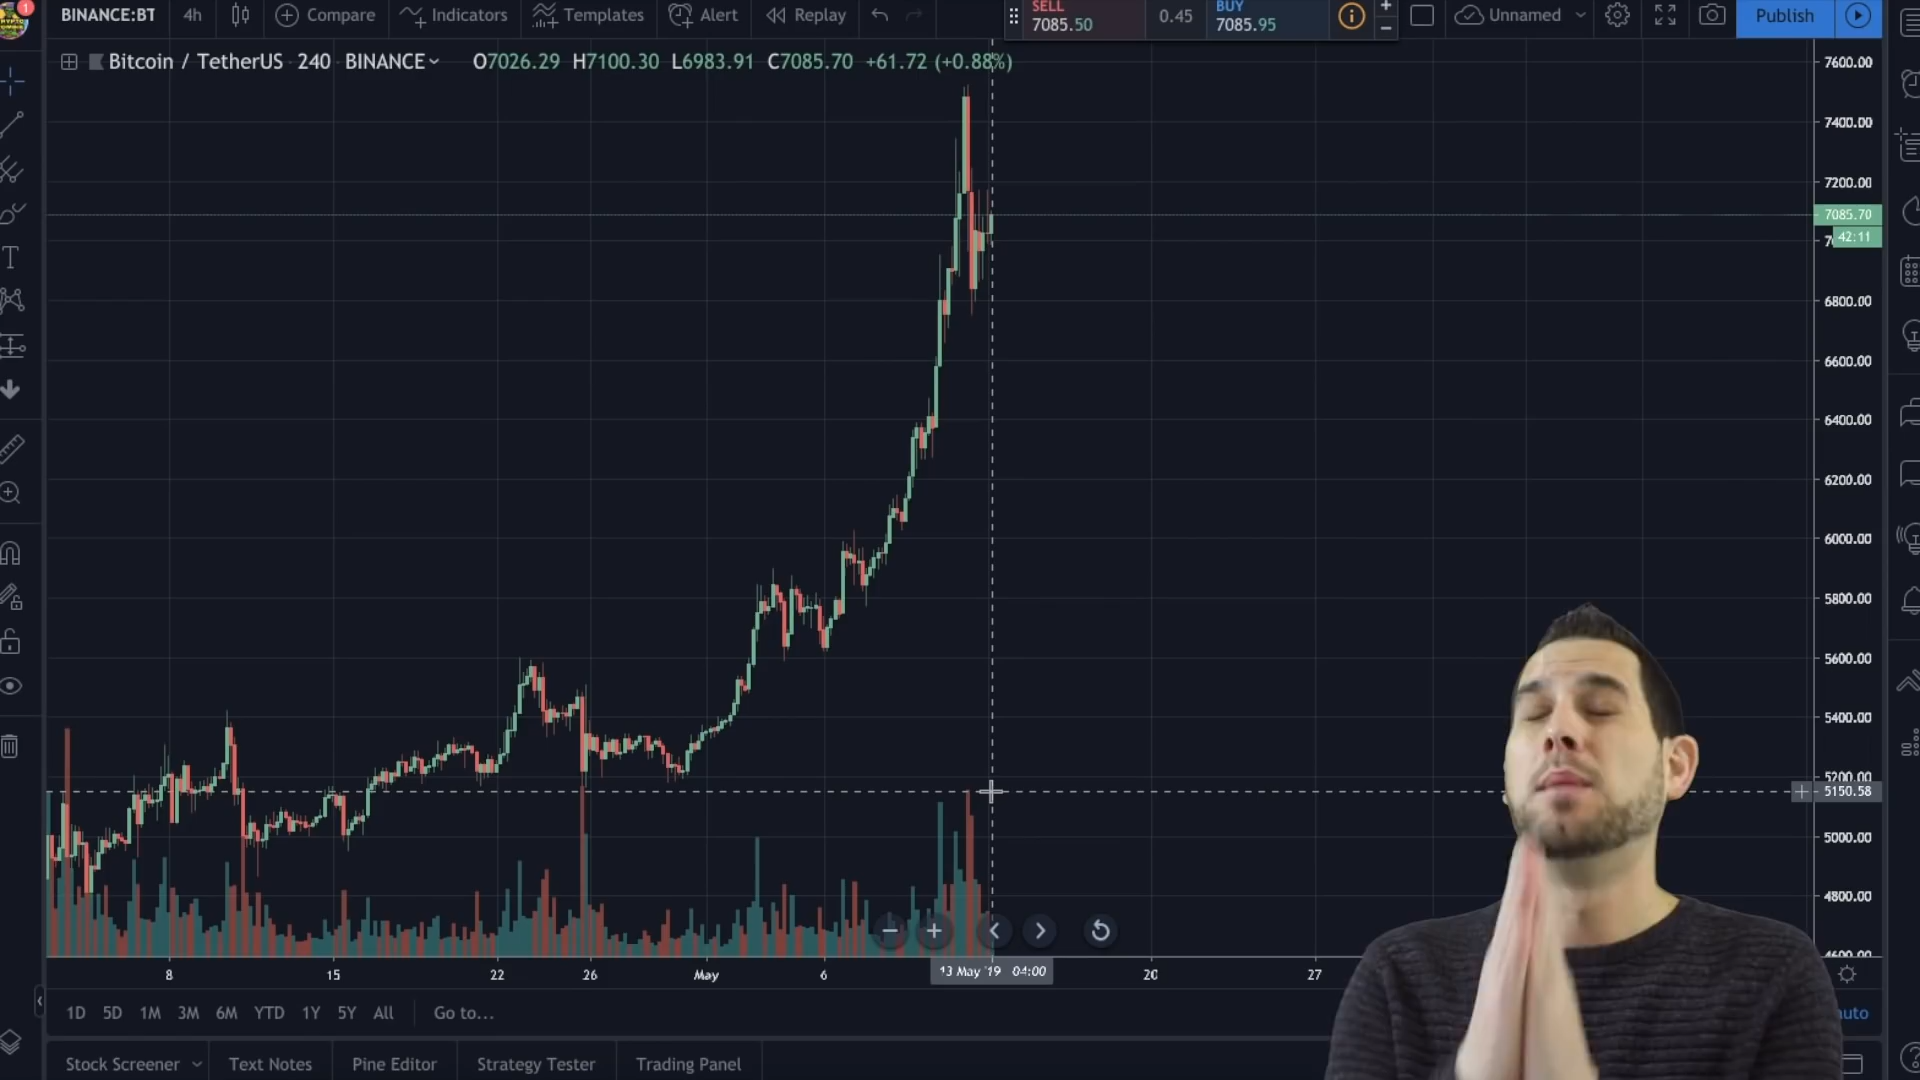 1
BINANCE:BT 4h Compare Indicators Templates Alert Replay
SELL
7085.50
0.45
BUY
7085.95
Unnamed
Publish
Bitcoin / TetherUS 240 BINANCE O7026.29 H7100.30 L6983.91 C7085.70 +61.72 (+0.88%)
7600.00
7400.00
7200.00
7085.70
42:11
6800.00
6600.00
6400.00
6200.00
6000.00
5800.00
5600.00
5400.00
5200.00
5150.58
5000.00
4800.00
4600.00
8 15 22 26 May 6 13 May '19 04:00 20 27
1D 5D 1M 3M 6M YTD 1Y 5Y All Go to...
auto
Stock Screener Text Notes Pine Editor Strategy Tester Trading Panel